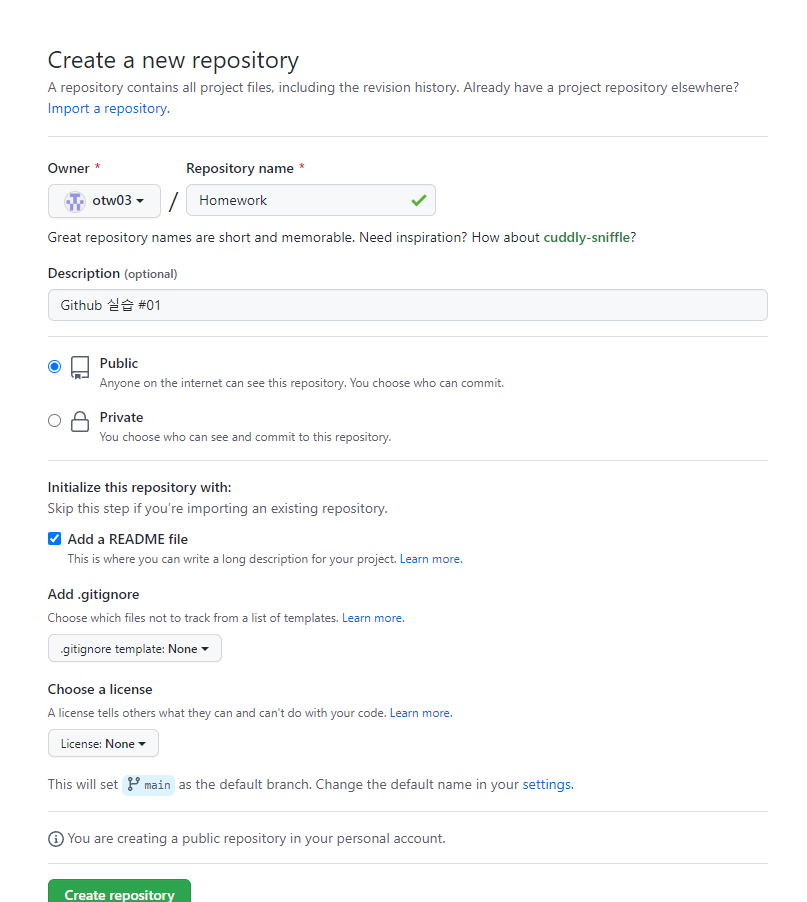 Create a new repository
A repository contains all project files, including the revision history. Already have a project repository elsewhere?
Import a repository.
Owner * Repository name *
otw03 / Homework
Great repository names are short and memorable. Need inspiration? How about cuddly-sniffle?
Description (optional)
Github 실습 #01
Public
Anyone on the internet can see this repository. You choose who can commit.
Private
You choose who can see and commit to this repository.
Initialize this repository with:
Skip this step if you’re importing an existing repository.
Add a README file
This is where you can write a long description for your project. Learn more.
Add .gitignore
Choose which files not to track from a list of templates. Learn more.
.gitignore template: None
Choose a license
A license tells others what they can and can't do with your code. Learn more.
License: None
This will set main as the default branch. Change the default name in your settings.
You are creating a public repository in your personal account.
Create repository